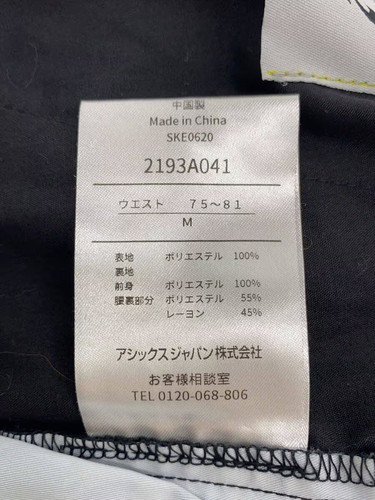 中国製
Made in China
SKE0620
2193A041
ウエスト 75~81
M
表地 ポリエステル 100%
裏地
前身 ポリエステル 100%
腰裏部分 ポリエステル 55%
レーヨン 45%
アシックスジャパン株式会社
お客様相談室
TEL 0120-068-806